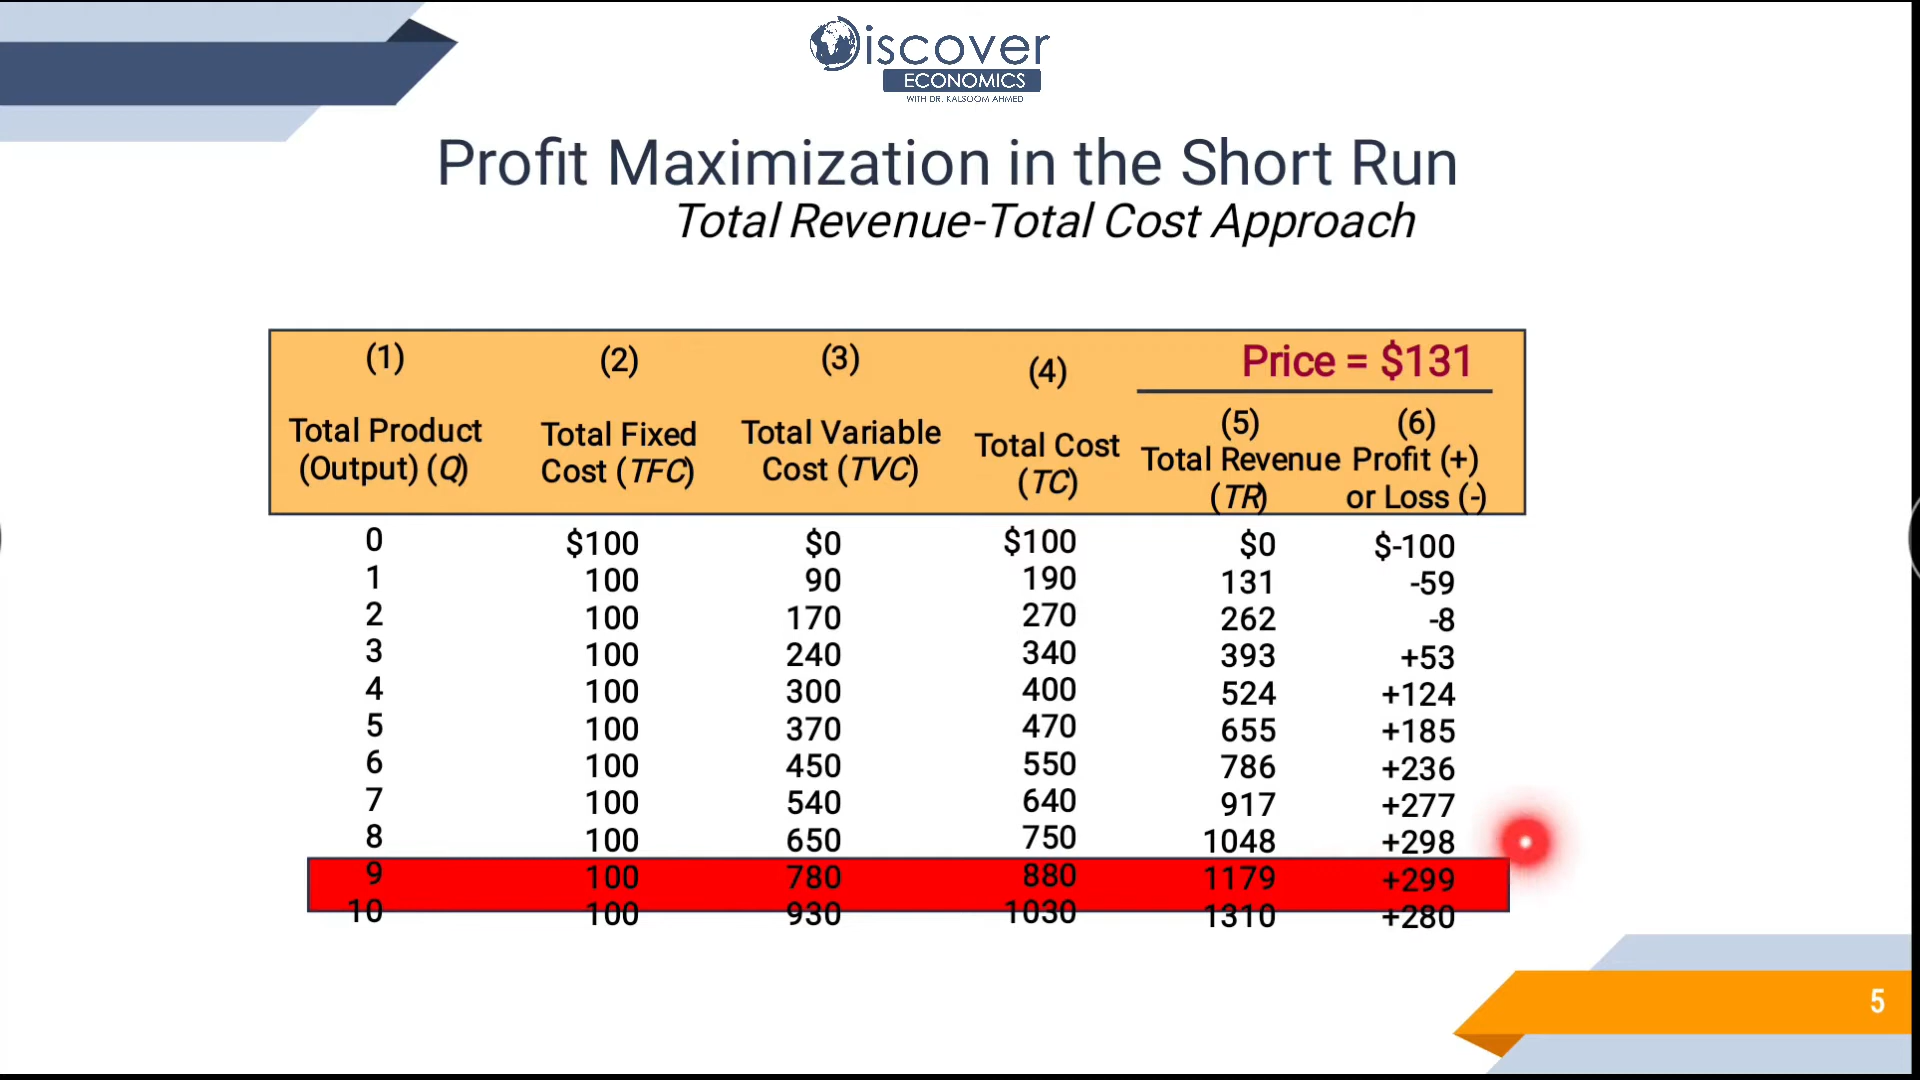 Discover
ECONOMICS
WITH DR. KALSOOM AHMED
Profit Maximization in the Short Run
Total Revenue-Total Cost Approach
(1) (2) (3) (4) Price = $131
(5) (6)
Total Product Total Fixed Total Variable Total Cost Total Revenue Profit (+)
(Output) (Q) Cost (TFC) Cost (TVC) (TC) (TR) or Loss (-)
0 $100 $0 $100 $0 $-100
1 100 90 190 131 -59
2 100 170 270 262 -8
3 100 240 340 393 +53
4 100 300 400 524 +124
5 100 370 470 655 +185
6 100 450 550 786 +236
7 100 540 640 917 +277
8 100 650 750 1048 +298
9 100 780 880 1179 +299
10 100 930 1030 1310 +280
5